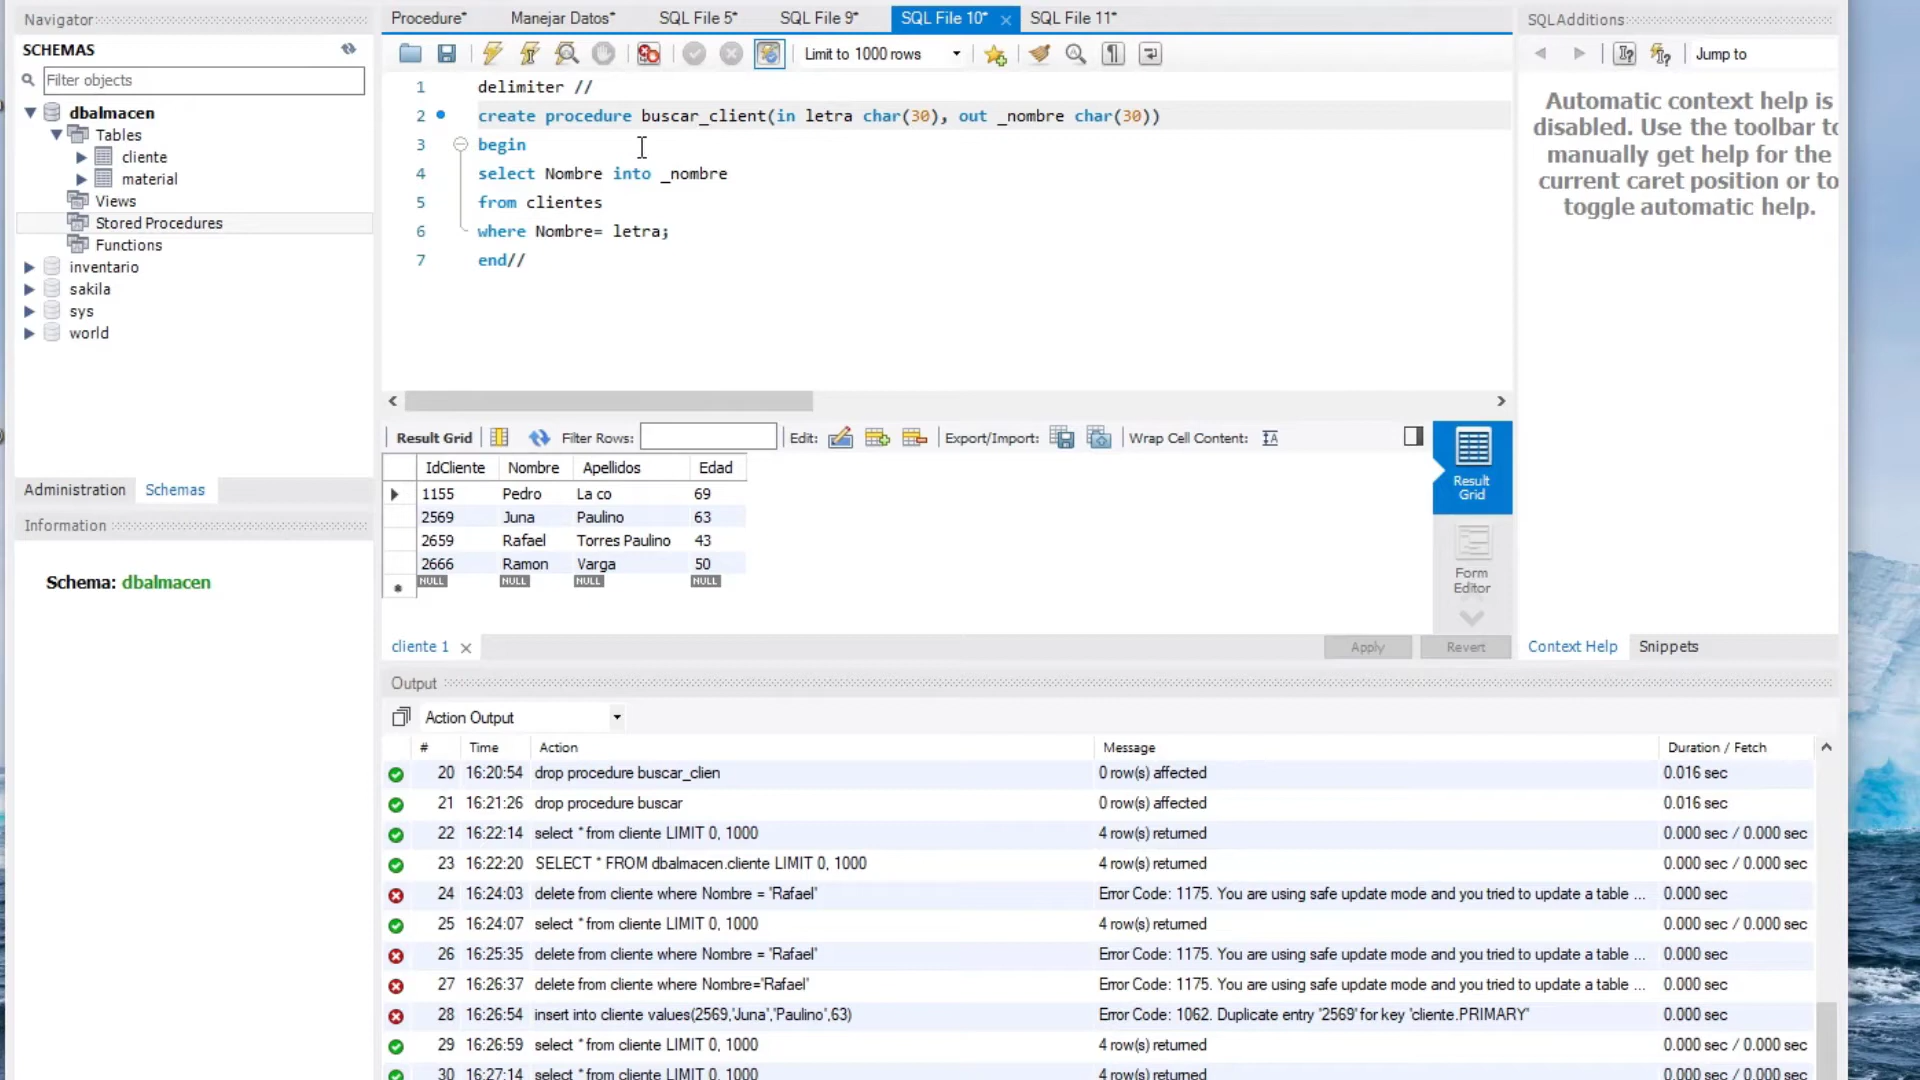 Navigator
SCHEMAS
Filter objects
dbalmacen
Tables
cliente
material
Views
Stored Procedures
Functions
inventario
sakila
sys
world
Administration Schemas
Information
Schema: dbalmacen
Procedure* Manejar Datos* SQL File 5* SQL File 9* SQL File 10* SQL File 11*
Limit to 1000 rows
1 delimiter //
2 create procedure buscar_client(in letra char(30), out _nombre char(30))
3 begin
4 select Nombre into _nombre
5 from clientes
6 where Nombre= letra;
7 end//
Result Grid Filter Rows: Edit: Export/Import: Wrap Cell Content:
IdCliente Nombre Apellidos Edad
1155 Pedro La co 69
2569 Juna Paulino 63
2659 Rafael Torres Paulino 43
2666 Ramon Varga 50
NULL NULL NULL NULL
Result
Grid
Form
Editor
cliente 1 Apply Revert
SQLAdditions
Jump to
Automatic context help is
disabled. Use the toolbar to
manually get help for the
current caret position or to
toggle automatic help.
Context Help Snippets
Output
Action Output
# Time Action Message Duration / Fetch
20 16:20:54 drop procedure buscar_clien 0 row(s) affected 0.016 sec
21 16:21:26 drop procedure buscar 0 row(s) affected 0.016 sec
22 16:22:14 select * from cliente LIMIT 0, 1000 4 row(s) returned 0.000 sec / 0.000 sec
23 16:22:20 SELECT * FROM dbalmacen.cliente LIMIT 0, 1000 4 row(s) returned 0.000 sec / 0.000 sec
24 16:24:03 delete from cliente where Nombre = 'Rafael' Error Code: 1175. You are using safe update mode and you tried to update a table ... 0.000 sec
25 16:24:07 select * from cliente LIMIT 0, 1000 4 row(s) returned 0.000 sec / 0.000 sec
26 16:25:35 delete from cliente where Nombre = 'Rafael' Error Code: 1175. You are using safe update mode and you tried to update a table ... 0.000 sec
27 16:26:37 delete from cliente where Nombre='Rafael' Error Code: 1175. You are using safe update mode and you tried to update a table ... 0.000 sec
28 16:26:54 insert into cliente values(2569,'Juna','Paulino',63) Error Code: 1062. Duplicate entry '2569' for key 'cliente.PRIMARY' 0.000 sec
29 16:26:59 select * from cliente LIMIT 0, 1000 4 row(s) returned 0.000 sec / 0.000 sec
30 16:27:14 select * from cliente LIMIT 0, 1000 4 row(s) returned 0.000 sec / 0.000 sec